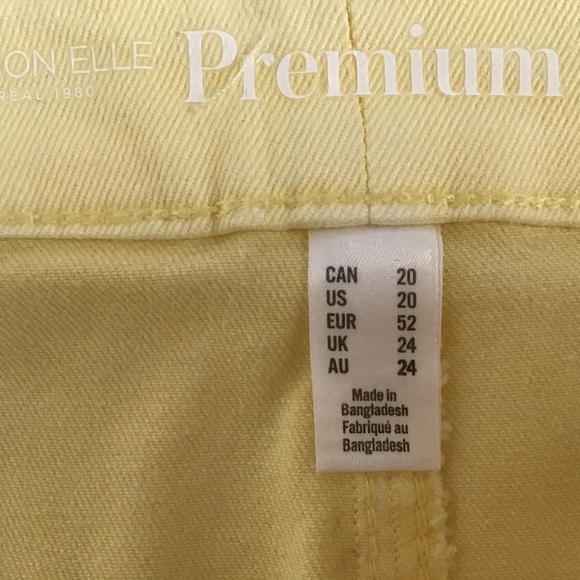 ON ELLE Premium
RÉAL 1980
CAN 20
US 20
EUR 52
UK 24
AU 24
Made in
Bangladesh
Fabriqué au
Bangladesh